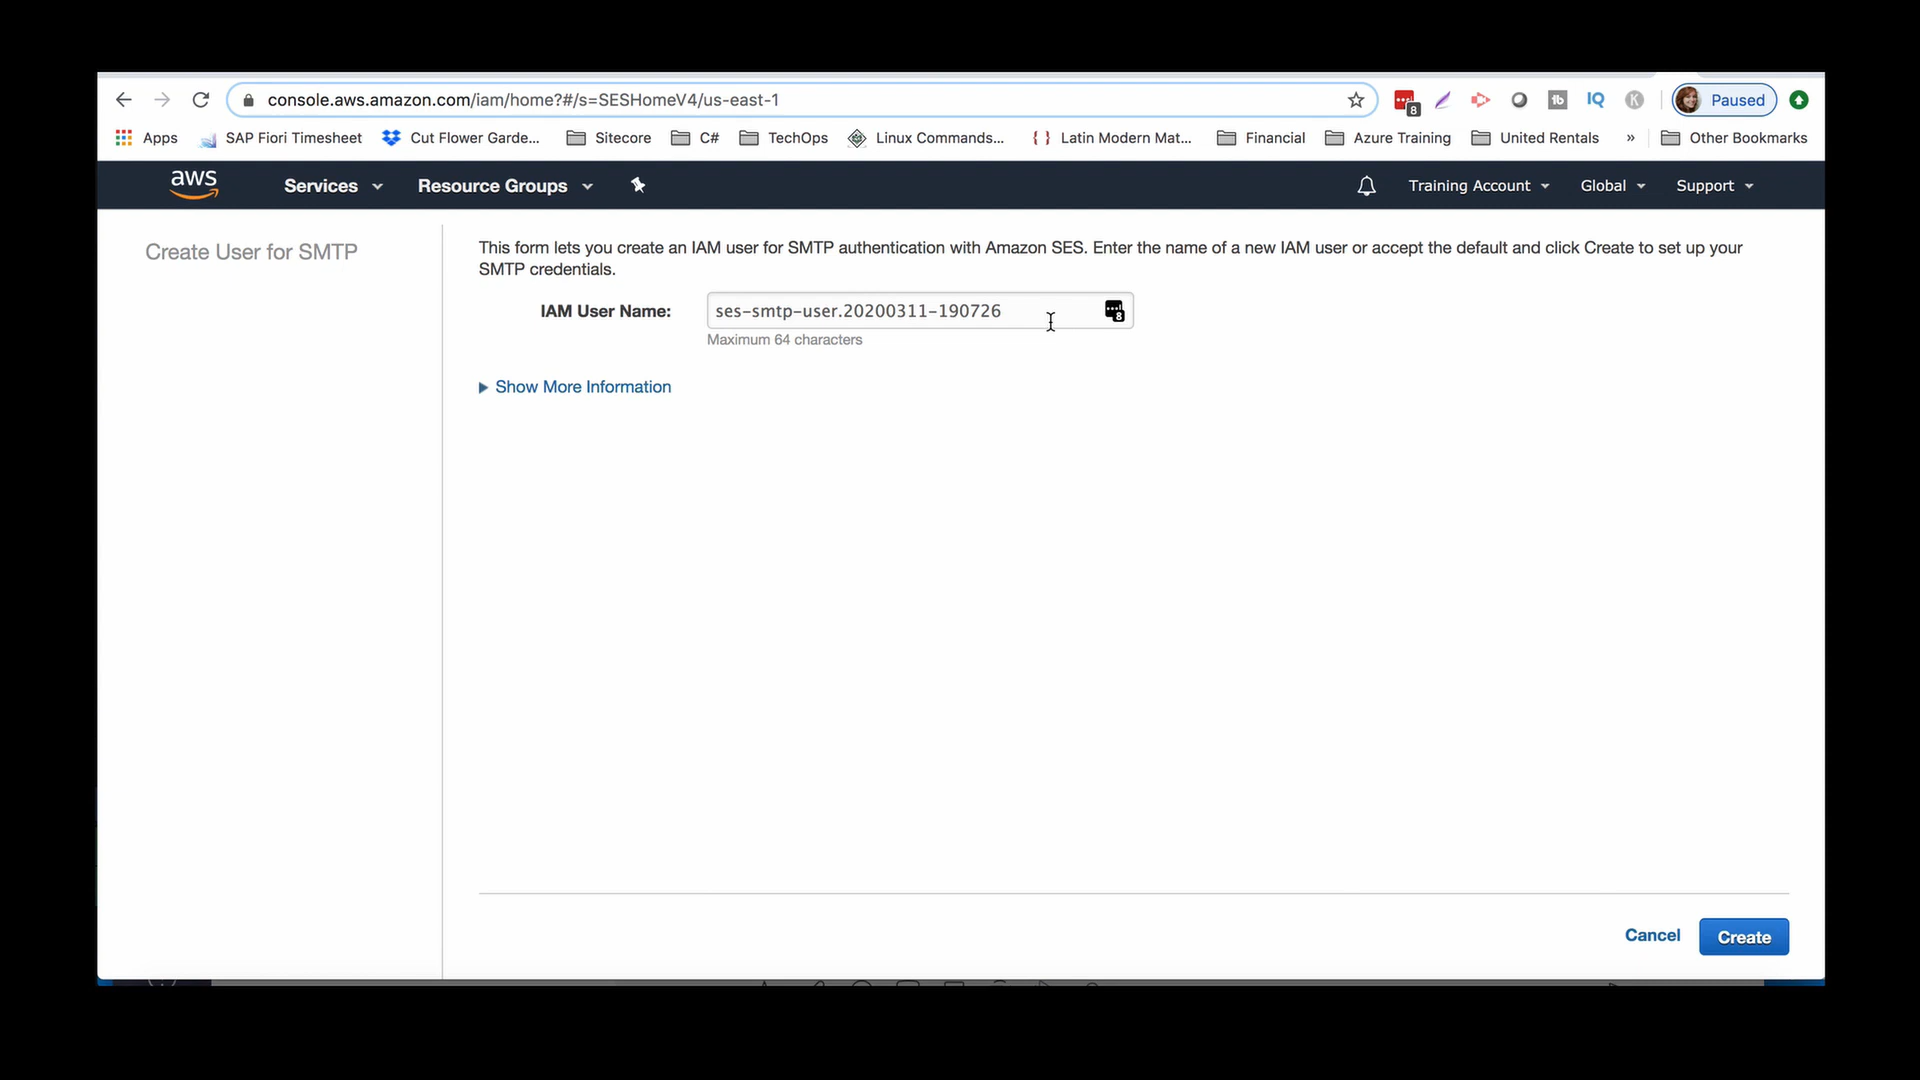 console.aws.amazon.com/iam/home?#/s=SESHomeV4/us-east-1
8
tb
IQ
K
Paused
Apps
SAP Fiori Timesheet
Cut Flower Garde...
Sitecore
C#
TechOps
Linux Commands...
{ }
Latin Modern Mat...
Financial
Azure Training
United Rentals
»
Other Bookmarks
aws
Services
Resource Groups
Training Account
Global
Support
Create User for SMTP
This form lets you create an IAM user for SMTP authentication with Amazon SES. Enter the name of a new IAM user or accept the default and click Create to set up your
SMTP credentials.
IAM User Name:
ses-smtp-user.20200311-190726
8
Maximum 64 characters
Show More Information
Cancel
Create